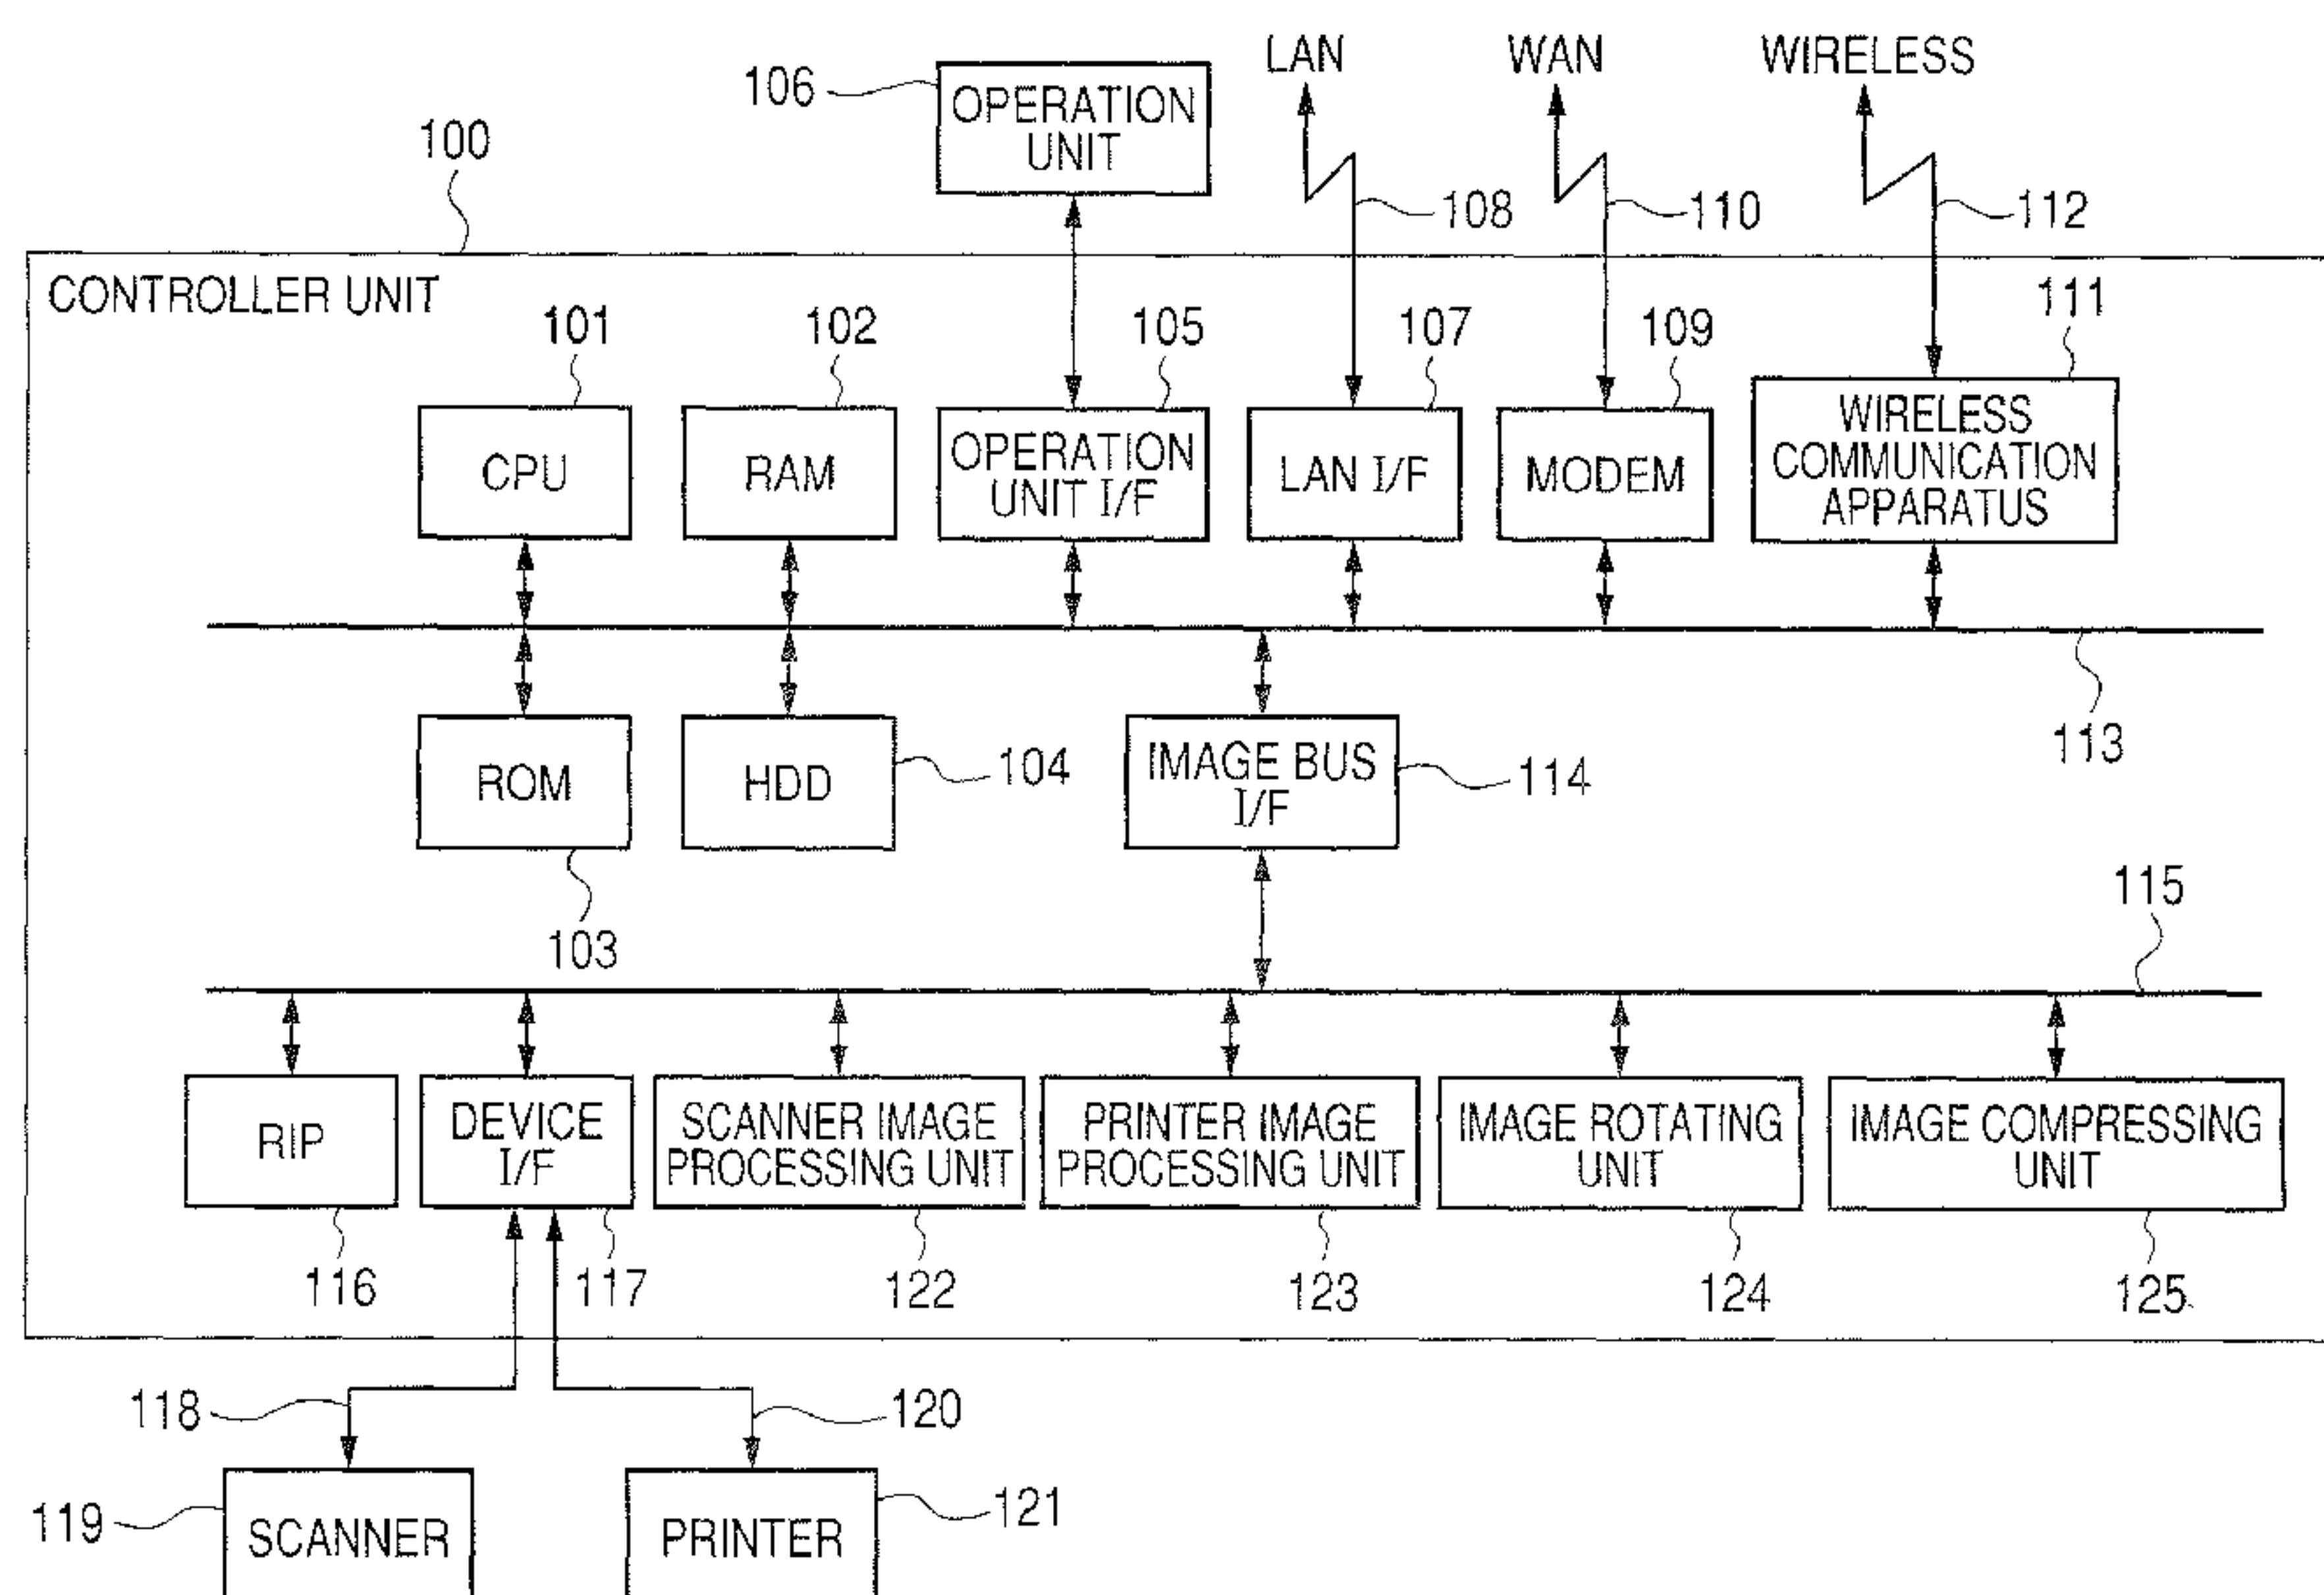 LAN
WAN
WIRELESS
106
OPERATION
UNIT
100
108
110
112
CONTROLLER UNIT
101
102
105
107
109
111
CPU
RAM
OPERATION
UNIT I/F
LAN I/F
MODEM
WIRELESS
COMMUNICATION
APPARATUS
113
ROM
HDD
104
IMAGE BUS
I/F
114
103
115
RIP
DEVICE
I/F
SCANNER IMAGE
PROCESSING UNIT
PRINTER IMAGE
PROCESSING UNIT
IMAGE ROTATING
UNIT
IMAGE COMPRESSING
UNIT
116
117
122
123
124
125
118
120
119
SCANNER
PRINTER
121